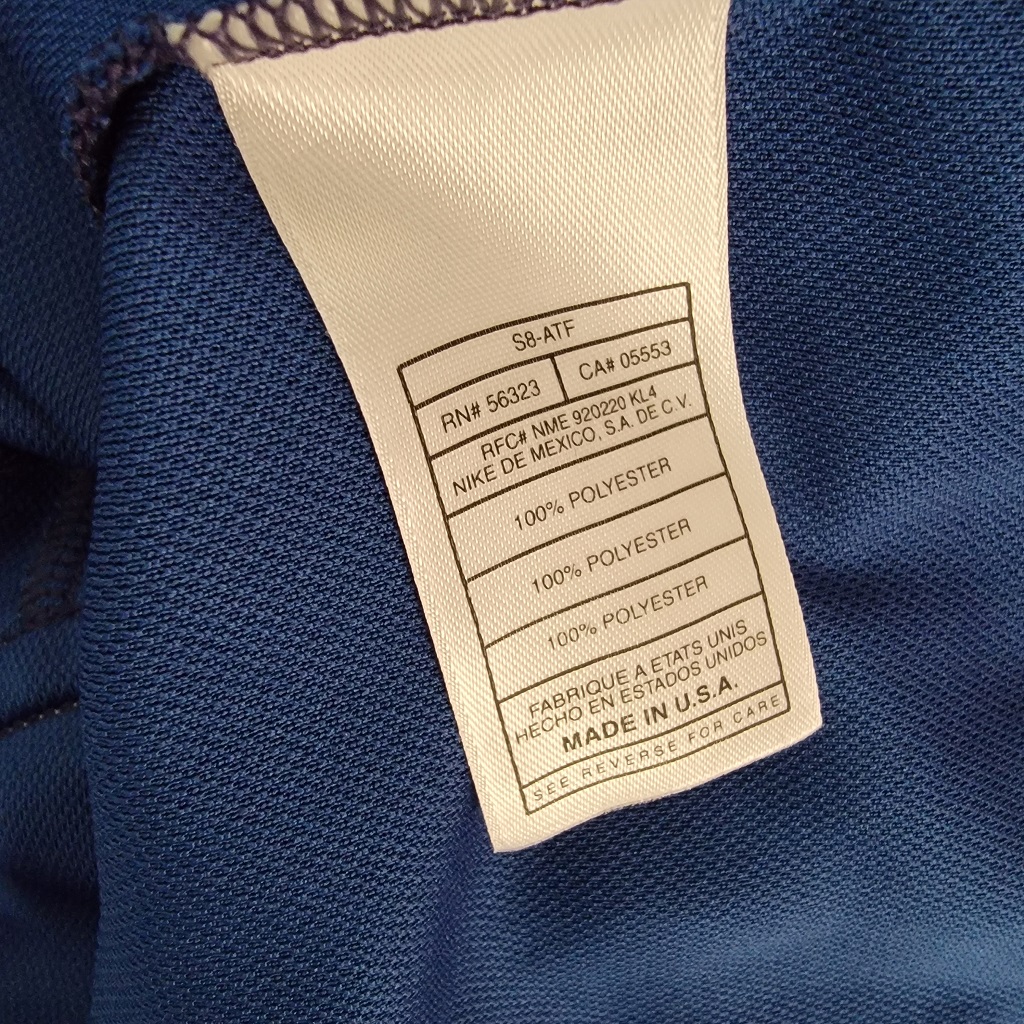 S8-ATF
RN# 56323
CA# 05553
RFC# NME 920220 KL4
NIKE DE MEXICO, S.A. DE C.V.
100% POLYESTER
100% POLYESTER
100% POLYESTER
FABRIQUE A ETATS UNIS
HECHO EN ESTADOS UNIDOS
MADE IN U.S.A.
SEE REVERSE FOR CARE